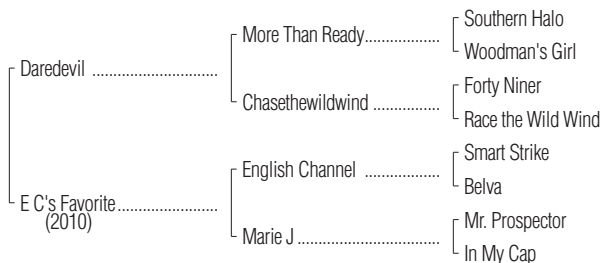 Southern Halo
More Than Ready....................
Woodman's Girl
Daredevil ................................
Forty Niner
Chasethewildwind .................
Race the Wild Wind
Smart Strike
English Channel ...................
Belva
E C's Favorite..........................
(2010)
Mr. Prospector
Marie J.....................................
In My Cap